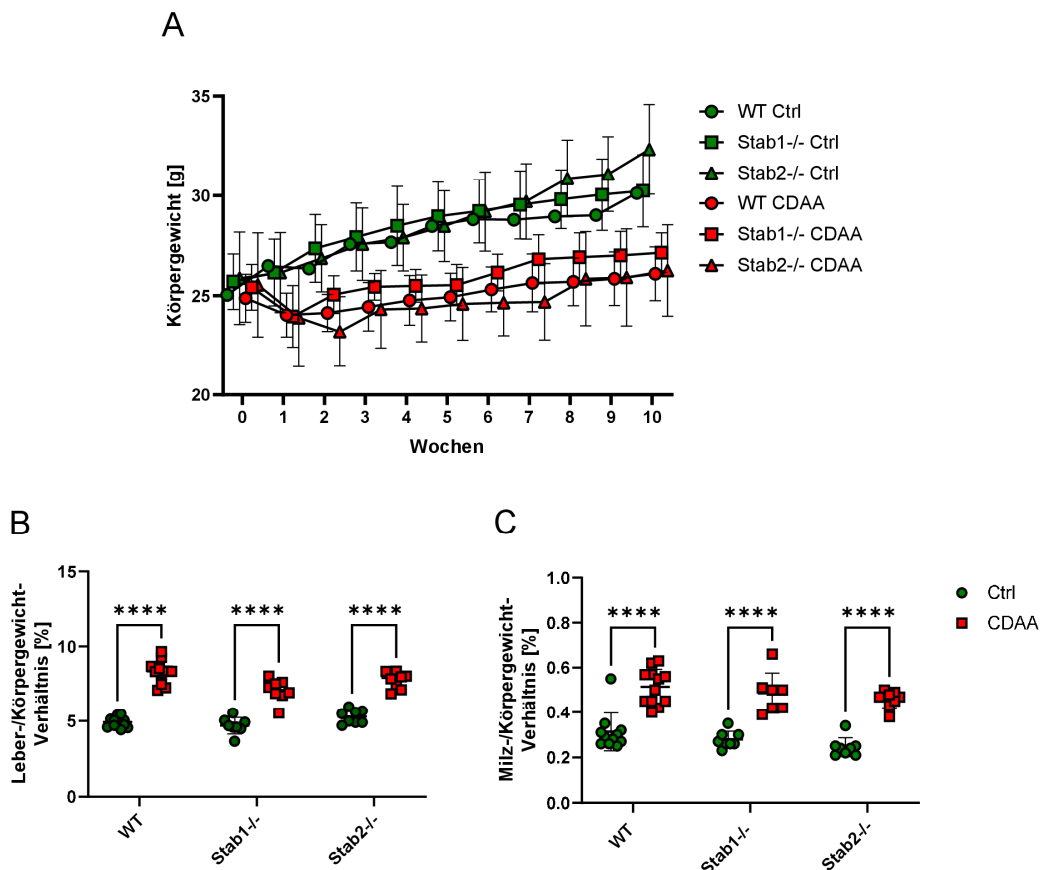 A
35
30
25
20
Körpergewicht [g]
0 1 2 3 4 5 6 7 8 9 10
Wochen
WT Ctrl
Stab1-/- Ctrl
Stab2-/- Ctrl
WT CDAA
Stab1-/- CDAA
Stab2-/- CDAA
B
15
10
5
0
Leber-/Körpergewicht-
Verhältnis [%]
**** **** ****
WT Stab1-/- Stab2-/-
C
1.0
0.8
0.6
0.4
0.2
0.0
Milz-/Körpergewicht-
Verhältnis [%]
**** **** ****
WT Stab1-/- Stab2-/-
Ctrl
CDAA